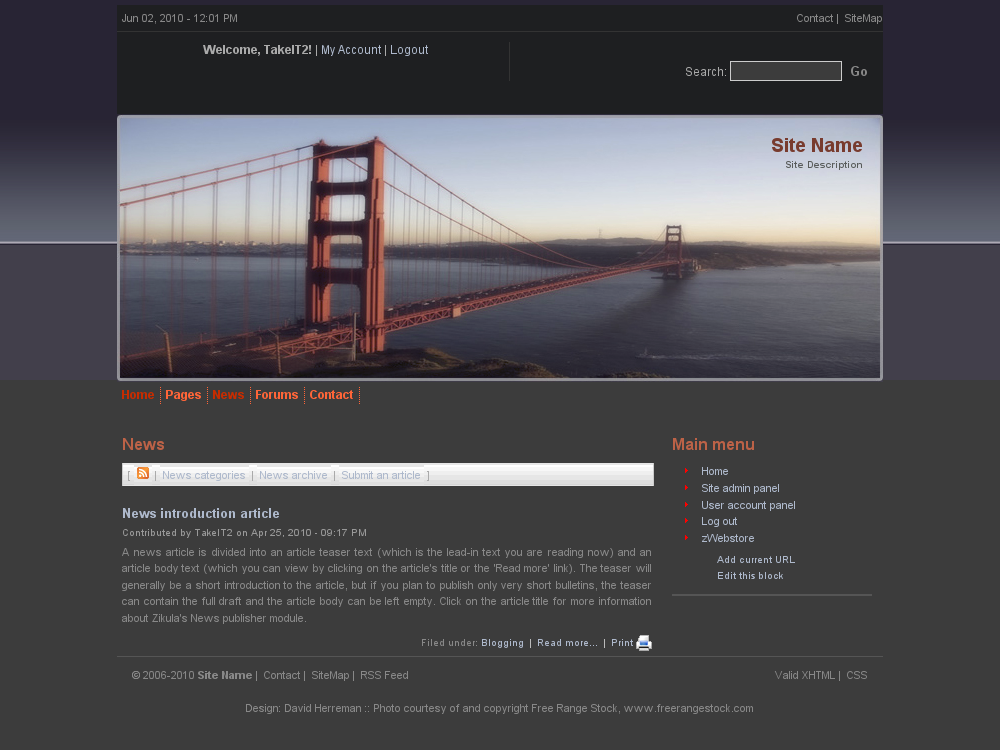 Jun 02, 2010 - 12:01 PM
Contact | SiteMap
Welcome, TakeIT2! | My Account | Logout
Search: Go
Site Name
Site Description
Home Pages News Forums Contact
News
[ | News categories | News archive | Submit an article ]
News introduction article
Contributed by TakeIT2 on Apr 25, 2010 - 09:17 PM
A news article is divided into an article teaser text (which is the lead-in text you are reading now) and an
article body text (which you can view by clicking on the article's title or the 'Read more' link). The teaser will
generally be a short introduction to the article, but if you plan to publish only very short bulletins, the teaser
can contain the full draft and the article body can be left empty. Click on the article title for more information
about Zikula's News publisher module.
Filed under: Blogging | Read more... | Print
Main menu
Home
Site admin panel
User account panel
Log out
zWebstore
Add current URL
Edit this block
© 2006-2010 Site Name | Contact | SiteMap | RSS Feed
Valid XHTML | CSS
Design: David Herreman :: Photo courtesy of and copyright Free Range Stock, www.freerangestock.com